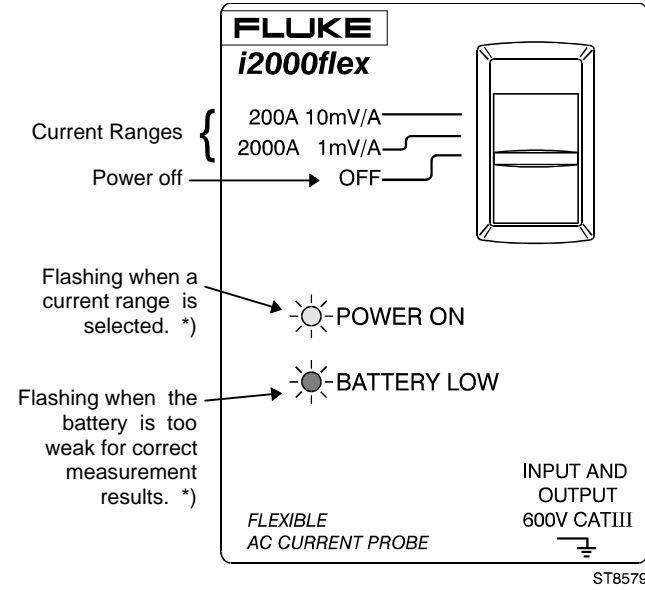 FLUKE
i2000flex
Current Ranges
{
200A 10mV/A
2000A 1mV/A
Power off
OFF
Flashing when a
current range is
selected. *)
POWER ON
Flashing when the
battery is too
weak for correct
measurement
results. *)
BATTERY LOW
FLEXIBLE
AC CURRENT PROBE
INPUT AND
OUTPUT
600V CATIII
ST8579